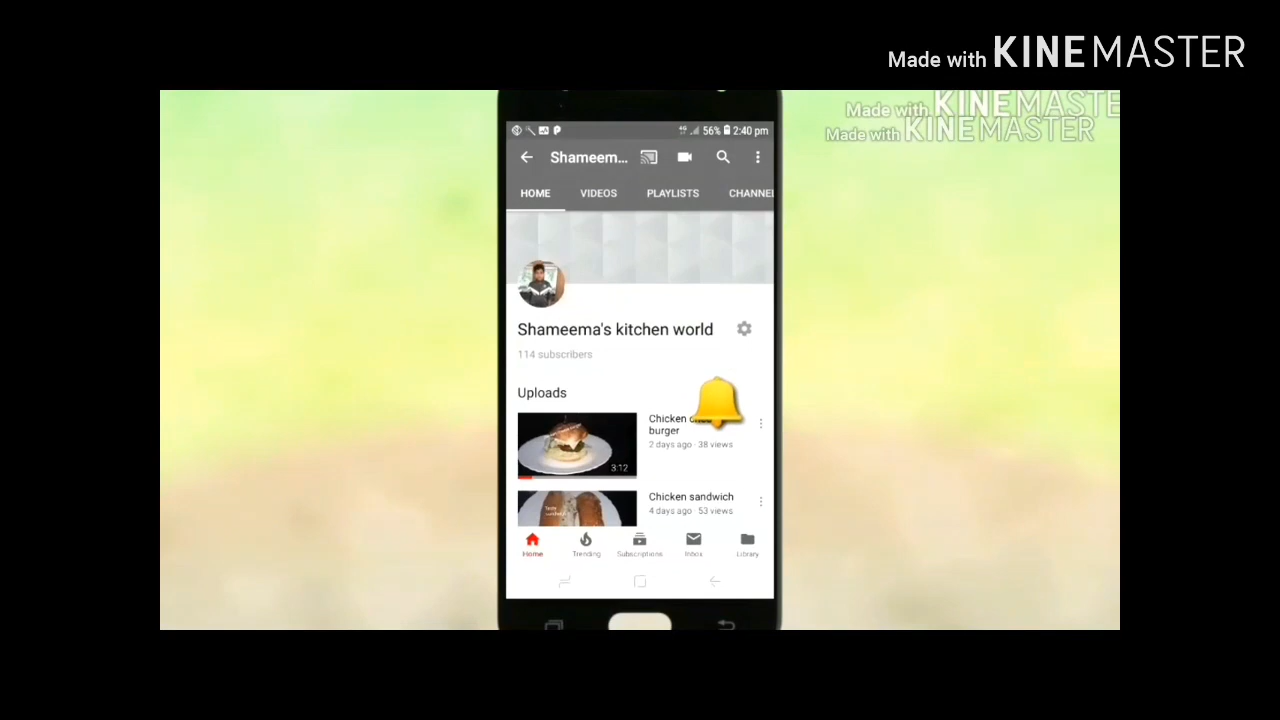 Made with KINEMASTER
Made with KINEMASTE
Made with KINEMASTER
56% 2:40 pm
Shameem...
HOME VIDEOS PLAYLISTS CHANNEL
Shameema's kitchen world
114 subscribers
Uploads
Chicken
burger
2 days ago · 38 views
3:12
Chicken sandwich
4 days ago · 53 views
Home Trending Subscriptions Inbox Library